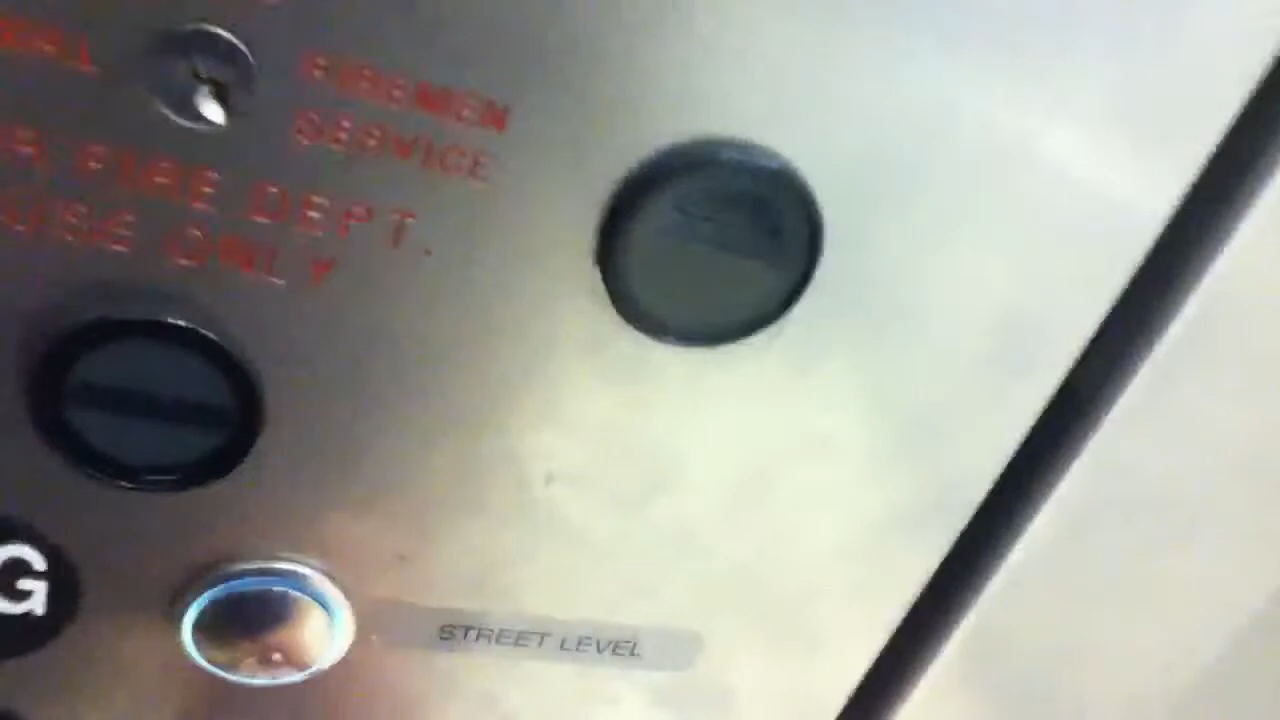 FIREMEN
SERVICE
R FIRE DEPT.
USE ONLY
G
STREET LEVEL